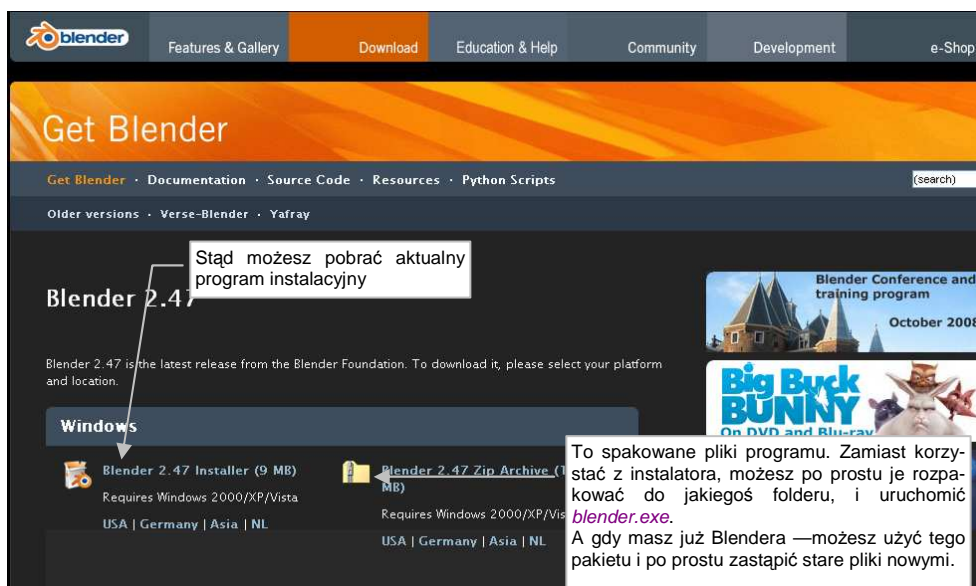 blender
Features & Gallery
Download
Education & Help
Community
Development
e-Shop
Get Blender
Get Blender · Documentation · Source Code · Resources · Python Scripts
(search)
Older versions · Verse-Blender · Yafray
Stąd możesz pobrać aktualny
program instalacyjny
Blender 2.47
Blender Conference and
training program
October 2008
Blender 2.47 is the latest release from the Blender Foundation. To download it, please select your platform
and location.
Big Buck
BUNNY
On DVD and Blu-ray
Windows
Blender 2.47 Installer (9 MB)
Requires Windows 2000/XP/Vista
USA | Germany | Asia | NL
Blender 2.47 Zip Archive
MB)
Requires Windows 2000/XP/Vis
USA | Germany | Asia | NL
To spakowane pliki programu. Zamiast korzy-
stać z instalatora, możesz po prostu je rozpa-
kować do jakiegoś folderu, i uruchomić
blender.exe.
A gdy masz już Blendera —możesz użyć tego
pakietu i po prostu zastąpić stare pliki nowymi.